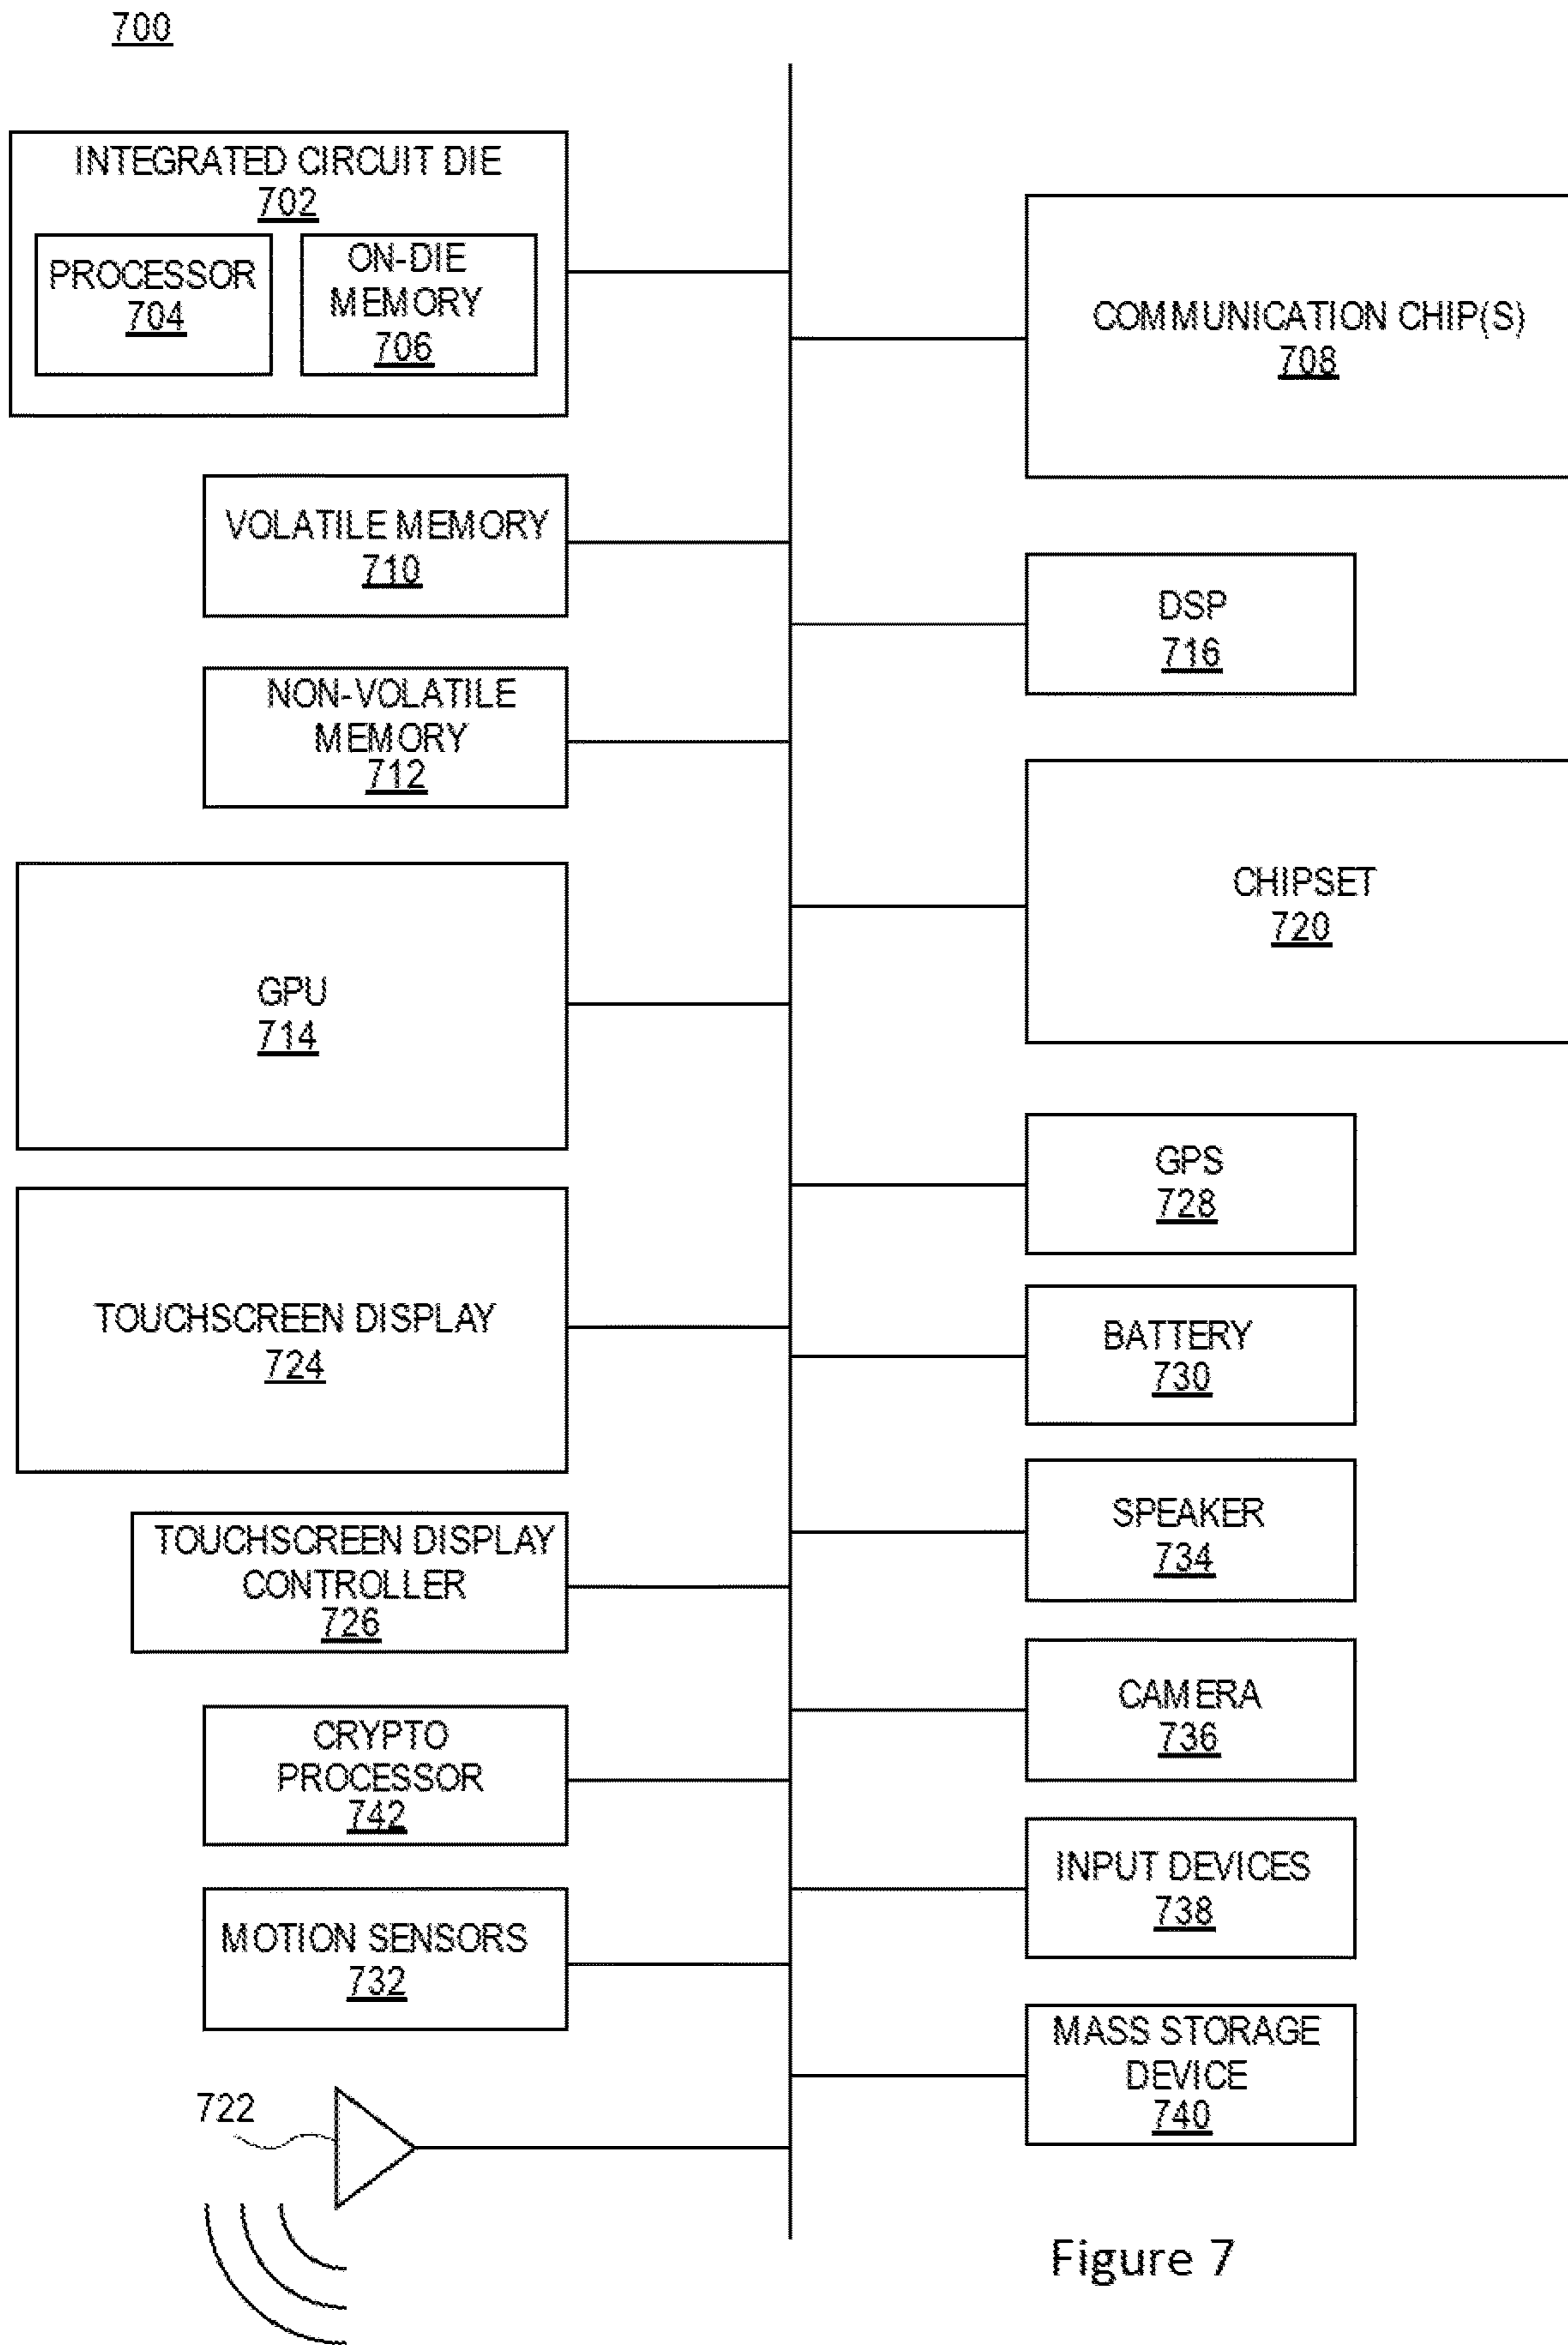 700
INTEGRATED CIRCUIT DIE
702
PROCESSOR
704
ON-DIE
MEMORY
706
VOLATILE MEMORY
710
NON-VOLATILE
MEMORY
712
GPU
714
TOUCHSCREEN DISPLAY
724
TOUCHSCREEN DISPLAY
CONTROLLER
726
CRYPTO
PROCESSOR
742
MOTION SENSORS
732
722
COMMUNICATION CHIP(S)
708
DSP
716
CHIPSET
720
GPS
728
BATTERY
730
SPEAKER
734
CAMERA
736
INPUT DEVICES
738
MASS STORAGE
DEVICE
740
Figure 7